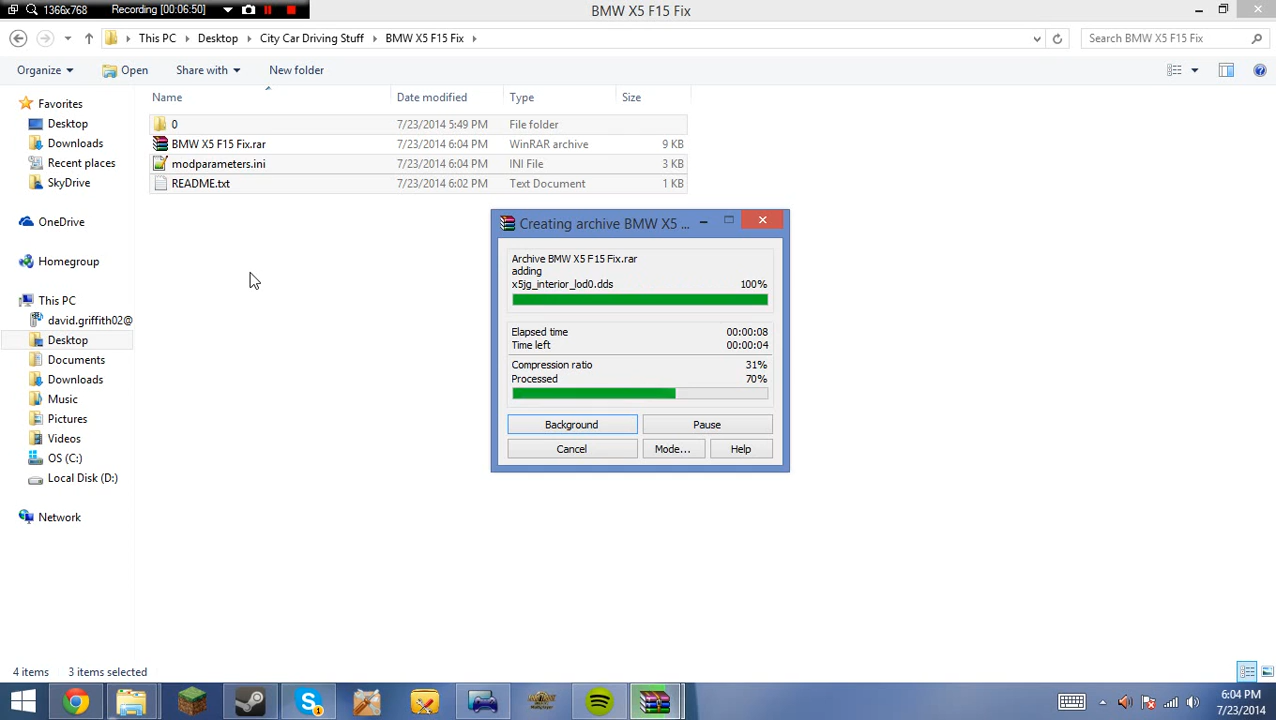 1366x768 Recording [00:06:50]
BMW X5 F15 Fix
This PC Desktop City Car Driving Stuff BMW X5 F15 Fix
Search BMW X5 F15 Fix
Organize Open Share with New folder
Name Date modified Type Size
0 7/23/2014 5:49 PM File folder
BMW X5 F15 Fix.rar 7/23/2014 6:04 PM WinRAR archive 9 KB
modparameters.ini 7/23/2014 6:04 PM INI File 3 KB
README.txt 7/23/2014 6:02 PM Text Document 1 KB
Favorites
Desktop
Downloads
Recent places
SkyDrive
OneDrive
Homegroup
This PC
david.griffith02@
Desktop
Documents
Downloads
Music
Pictures
Videos
OS (C:)
Local Disk (D:)
Network
Creating archive BMW X5 ...
Archive BMW X5 F15 Fix.rar
adding
x5jg_interior_lod0.dds 100%
Elapsed time 00:00:08
Time left 00:00:04
Compression ratio 31%
Processed 70%
Background Pause
Cancel Mode... Help
4 items 3 items selected
6:04 PM
7/23/2014